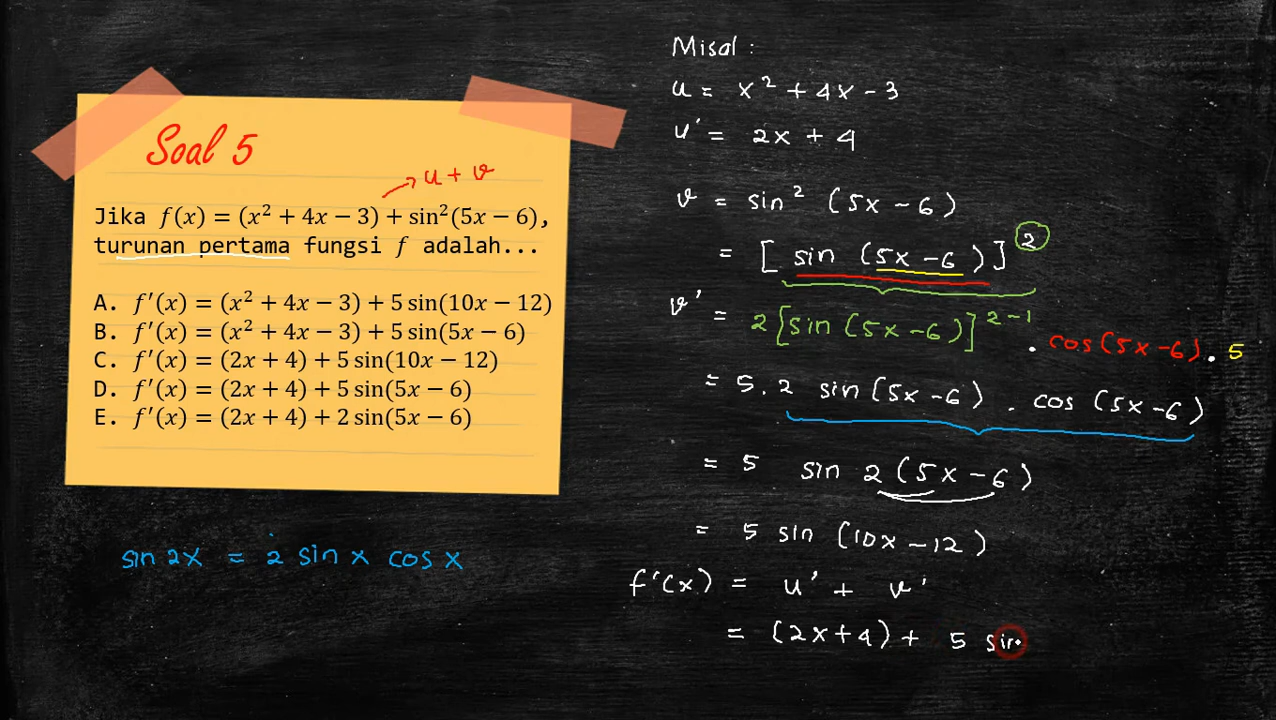 Soal 5
→ u + v
Jika f(x) = (x² + 4x − 3) + sin²(5x − 6),
turunan pertama fungsi f adalah...
A. f′(x) = (x² + 4x − 3) + 5 sin(10x − 12)
B. f′(x) = (x² + 4x − 3) + 5 sin(5x − 6)
C. f′(x) = (2x + 4) + 5 sin(10x − 12)
D. f′(x) = (2x + 4) + 5 sin(5x − 6)
E. f′(x) = (2x + 4) + 2 sin(5x − 6)
sin 2x = 2 sin x cos x
Misal :
u = x² + 4x − 3
u' = 2x + 4
v = sin² (5x − 6)
= [ sin (5x − 6) ]²
v' = 2 [sin (5x − 6)]²⁻¹ . cos(5x − 6) . 5
= 5 . 2 sin (5x − 6) . cos (5x − 6)
= 5 sin 2 (5x − 6)
= 5 sin (10x − 12)
f'(x) = u' + v'
= (2x + 4) + 5 sin